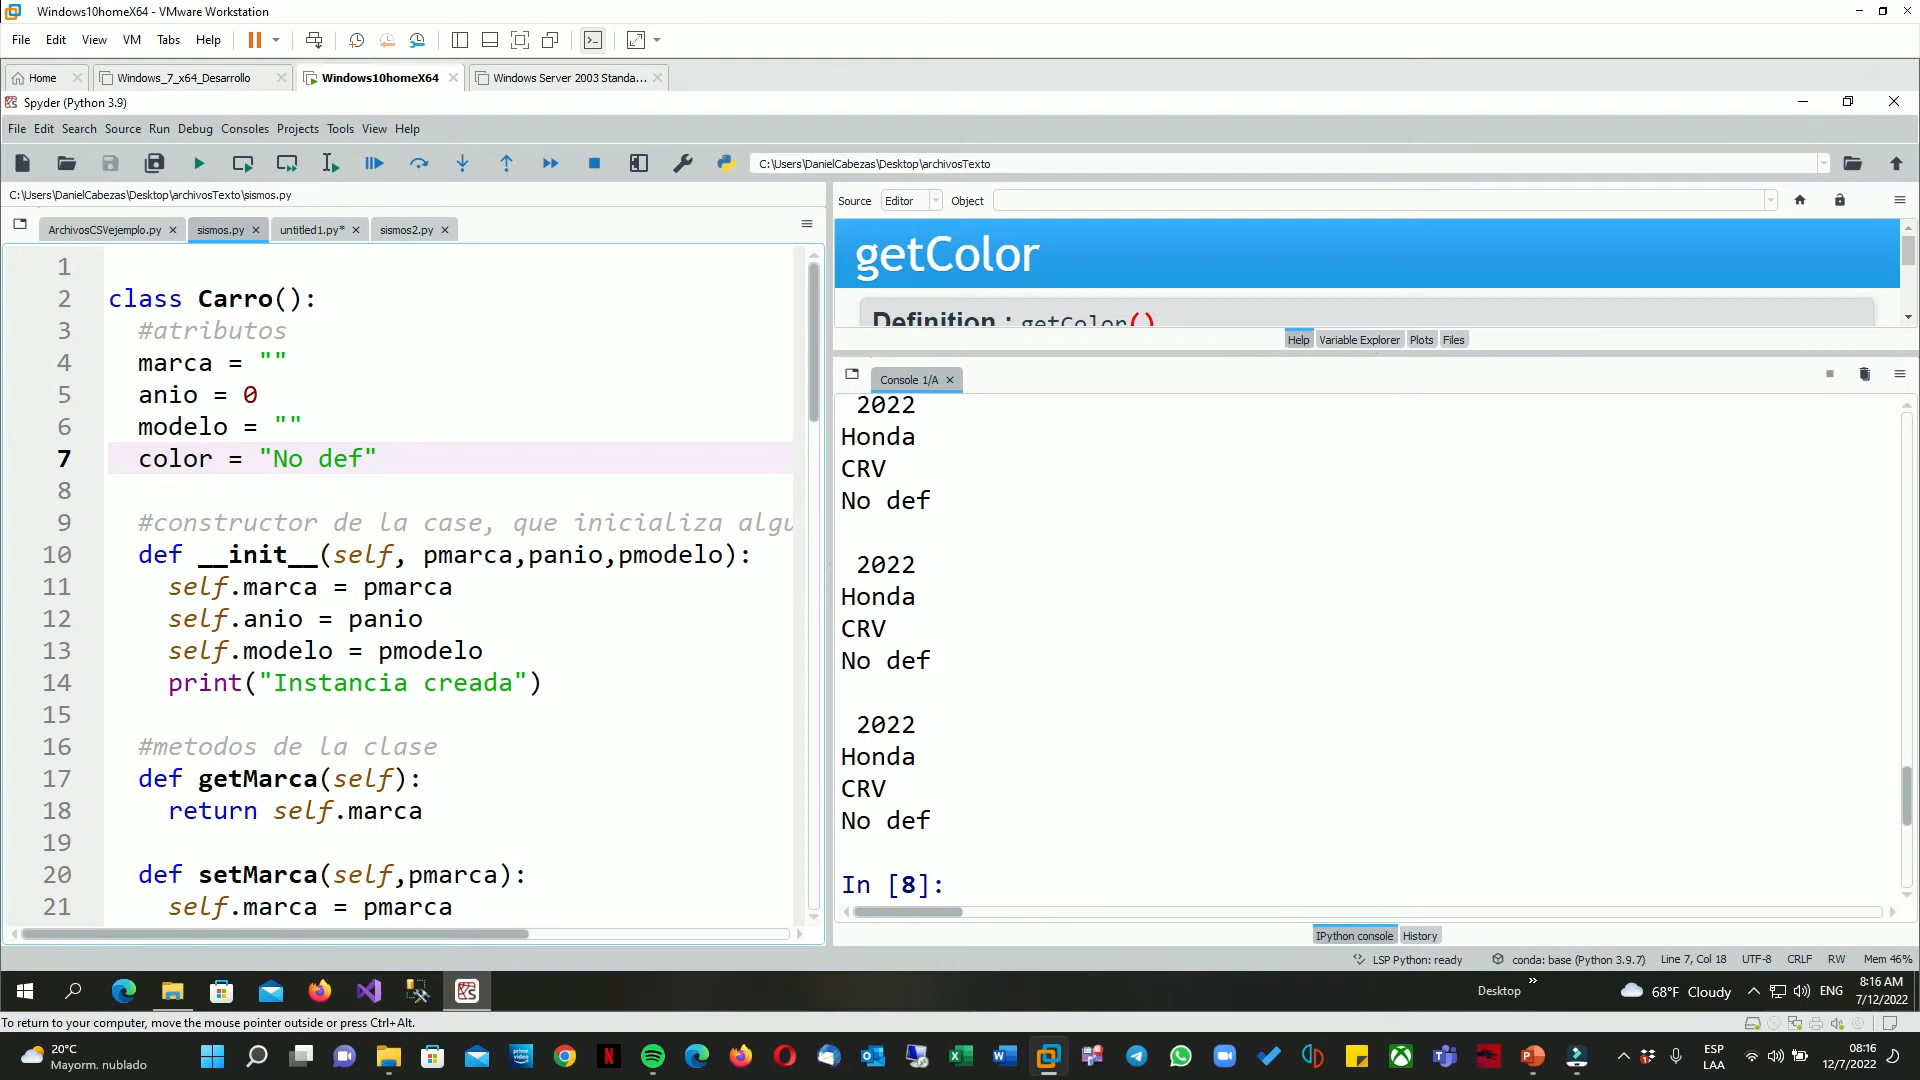 Windows10homeX64 - VMware Workstation
File Edit View VM Tabs Help
Home Windows_7_x64_Desarrollo Windows10homeX64 Windows Server 2003 Standa...
Spyder (Python 3.9)
File Edit Search Source Run Debug Consoles Projects Tools View Help
C:\Users\DanielCabezas\Desktop\archivosTexto
C:\Users\DanielCabezas\Desktop\archivosTexto\sismos.py
ArchivosCSVejemplo.py sismos.py untitled1.py* sismos2.py
1
2 class Carro():
3 #atributos
4 marca = ""
5 anio = 0
6 modelo = ""
7 color = "No def"
8
9 #constructor de la case, que inicializa algu
10 def __init__(self, pmarca,panio,pmodelo):
11 self.marca = pmarca
12 self.anio = panio
13 self.modelo = pmodelo
14 print("Instancia creada")
15
16 #metodos de la clase
17 def getMarca(self):
18 return self.marca
19
20 def setMarca(self,pmarca):
21 self.marca = pmarca
Source Editor Object
getColor
Definition : getColor()
Help Variable Explorer Plots Files
Console 1/A
2022
Honda
CRV
No def
2022
Honda
CRV
No def
2022
Honda
CRV
No def
In [8]:
IPython console History
LSP Python: ready conda: base (Python 3.9.7) Line 7, Col 18 UTF-8 CRLF RW Mem 46%
Desktop 68°F Cloudy ENG 8:16 AM
7/12/2022
To return to your computer, move the mouse pointer outside or press Ctrl+Alt.
20°C
Mayorm. nublado
ESP
LAA
08:16
12/7/2022